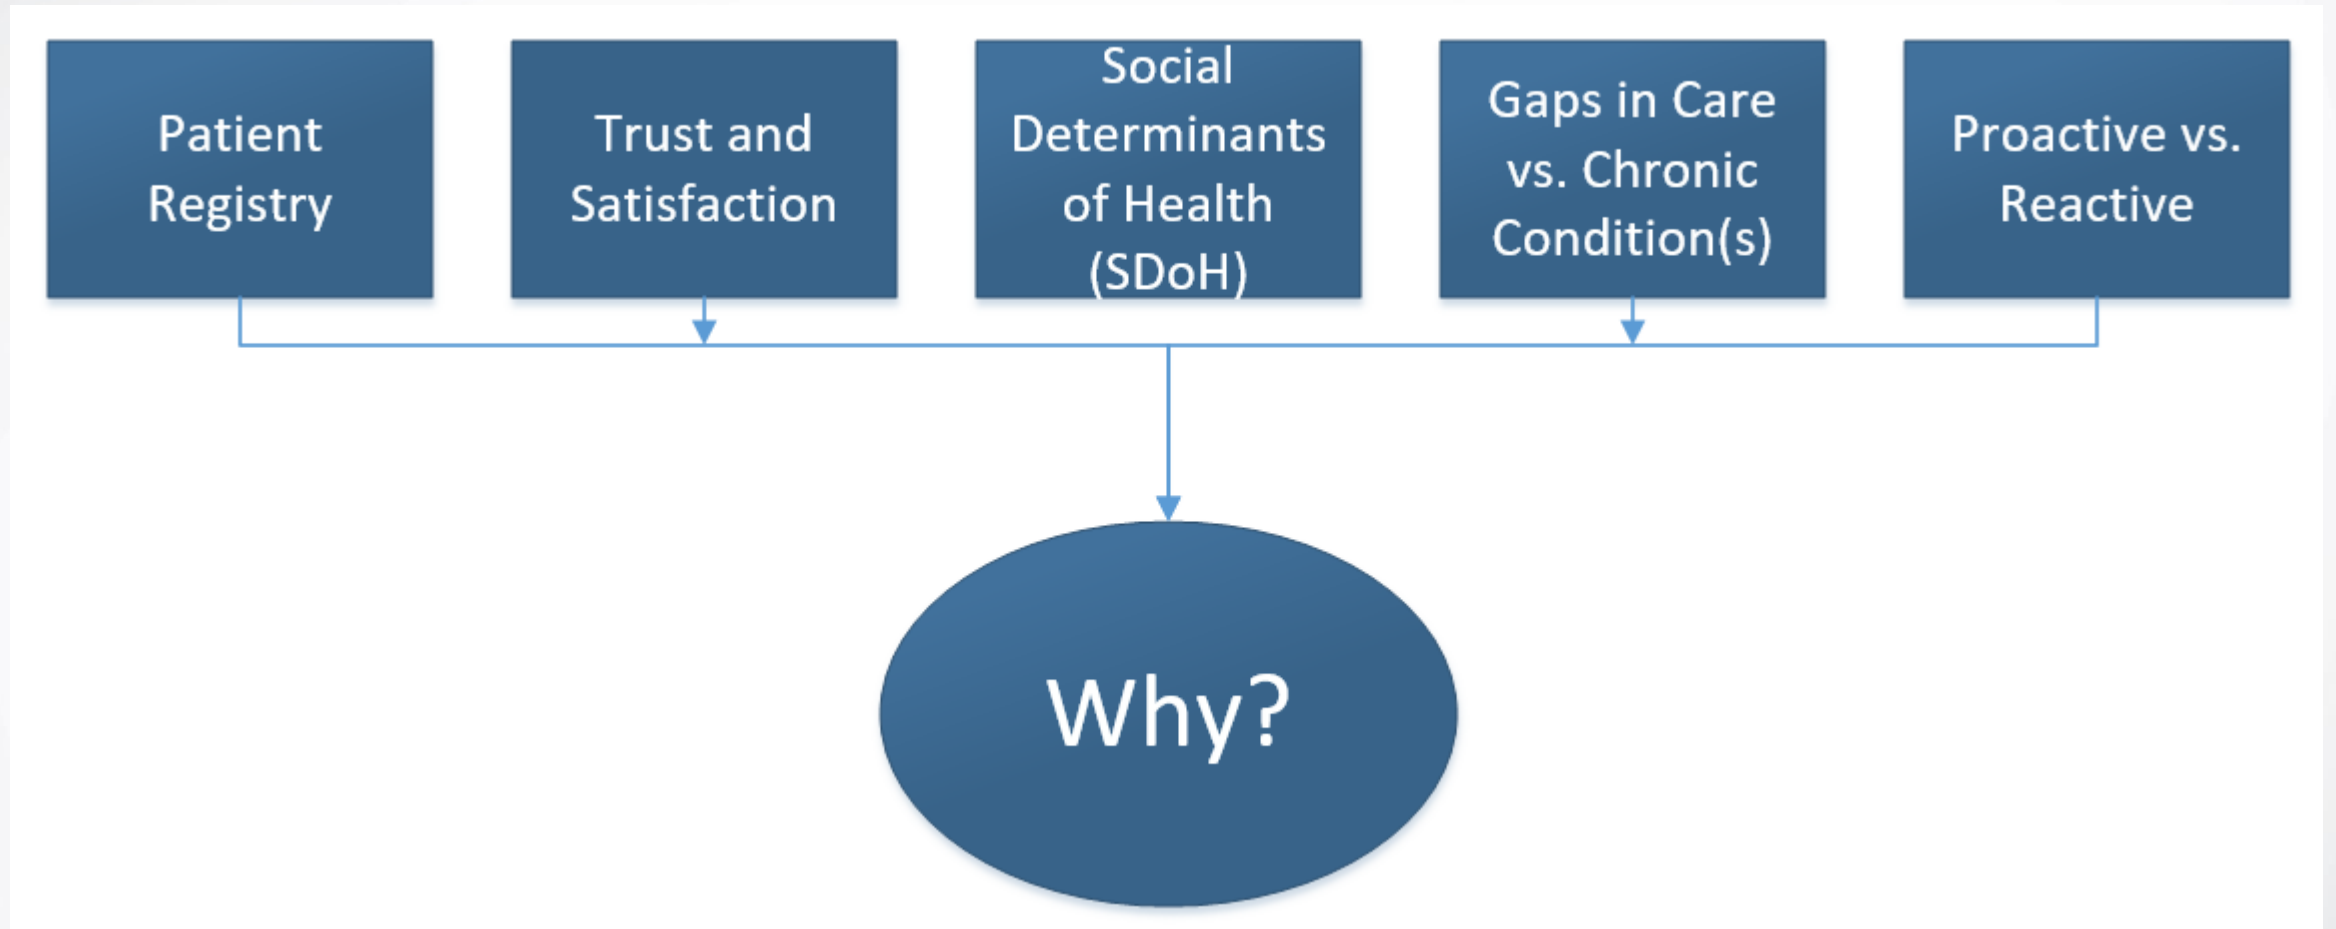 Patient
Registry
Trust and
Satisfaction
Social
Determinants
of Health
(SDoH)
Gaps in Care
vs. Chronic
Condition(s)
Proactive vs.
Reactive
Why?